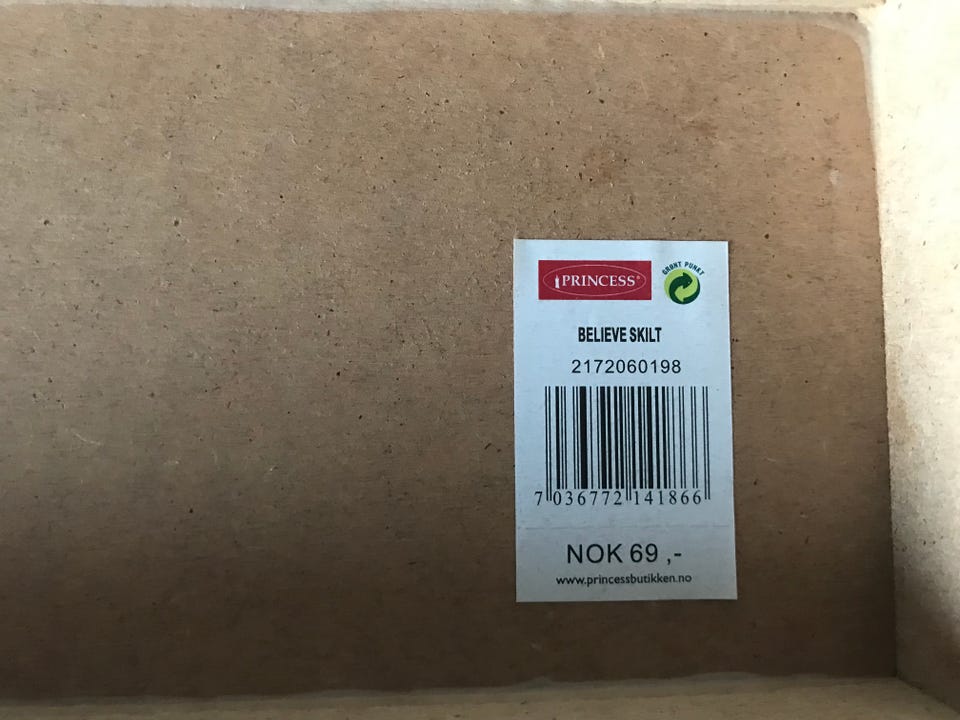 PRINCESS®
GRØNT PUNKT
BELIEVE SKILT
2172060198
7 036772 141866
NOK 69 ,-
www.princessbutikken.no